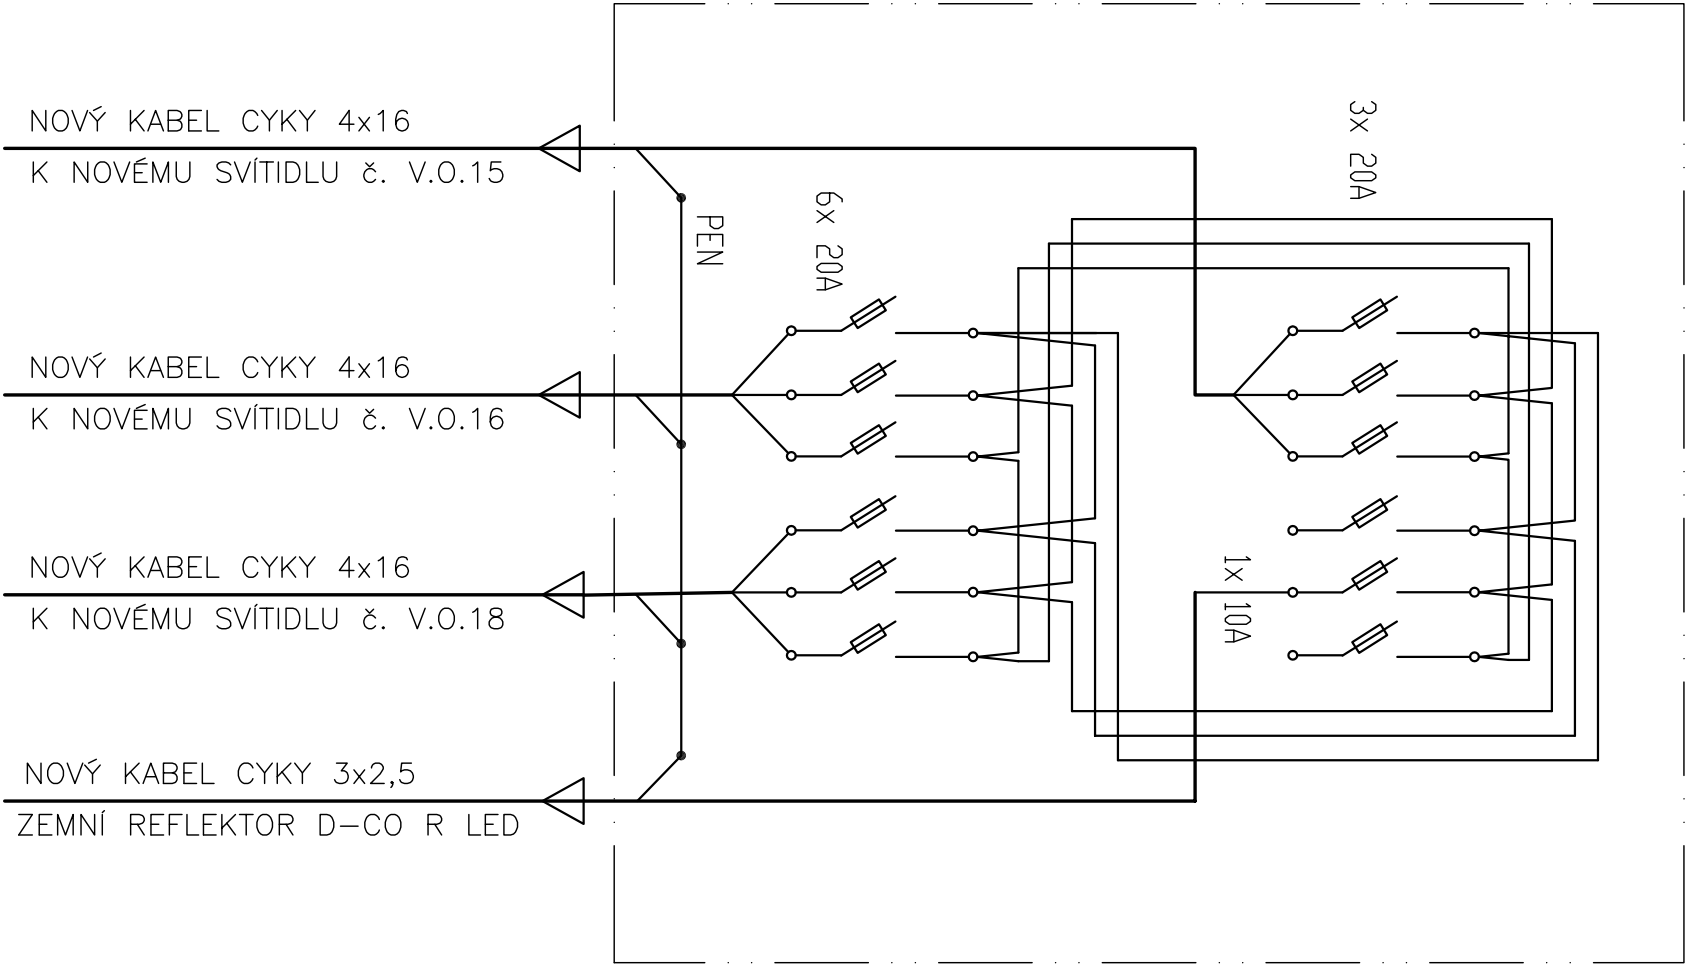 NOVÝ KABEL CYKY 4x16
K NOVÉMU SVÍTIDLU č. V.O.15
NOVÝ KABEL CYKY 4x16
K NOVÉMU SVÍTIDLU č. V.O.16
NOVÝ KABEL CYKY 4x16
K NOVÉMU SVÍTIDLU č. V.O.18
NOVÝ KABEL CYKY 3x2,5
ZEMNÍ REFLEKTOR D-CO R LED
PEN
6x 20A
3x 20A
1x 10A